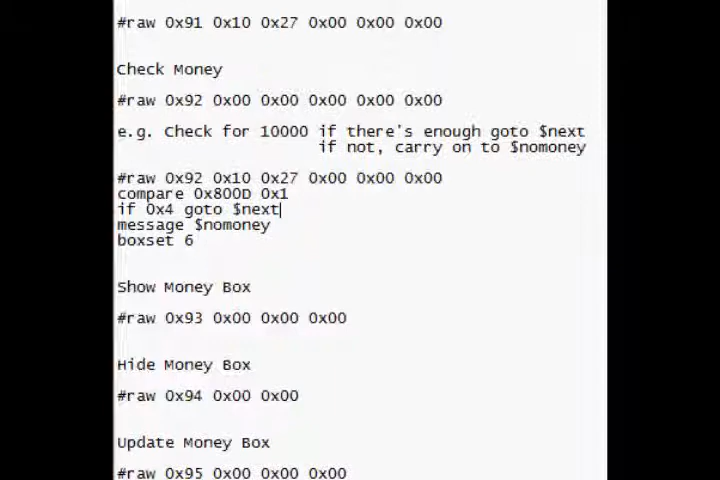 #raw 0x91 0x10 0x27 0x00 0x00 0x00
Check Money
#raw 0x92 0x00 0x00 0x00 0x00 0x00
e.g. Check for 10000 if there's enough goto $next
if not, carry on to $nomoney
#raw 0x92 0x10 0x27 0x00 0x00 0x00
compare 0x800D 0x1
if 0x4 goto $next
message $nomoney
boxset 6
Show Money Box
#raw 0x93 0x00 0x00 0x00
Hide Money Box
#raw 0x94 0x00 0x00
Update Money Box
#raw 0x95 0x00 0x00 0x00